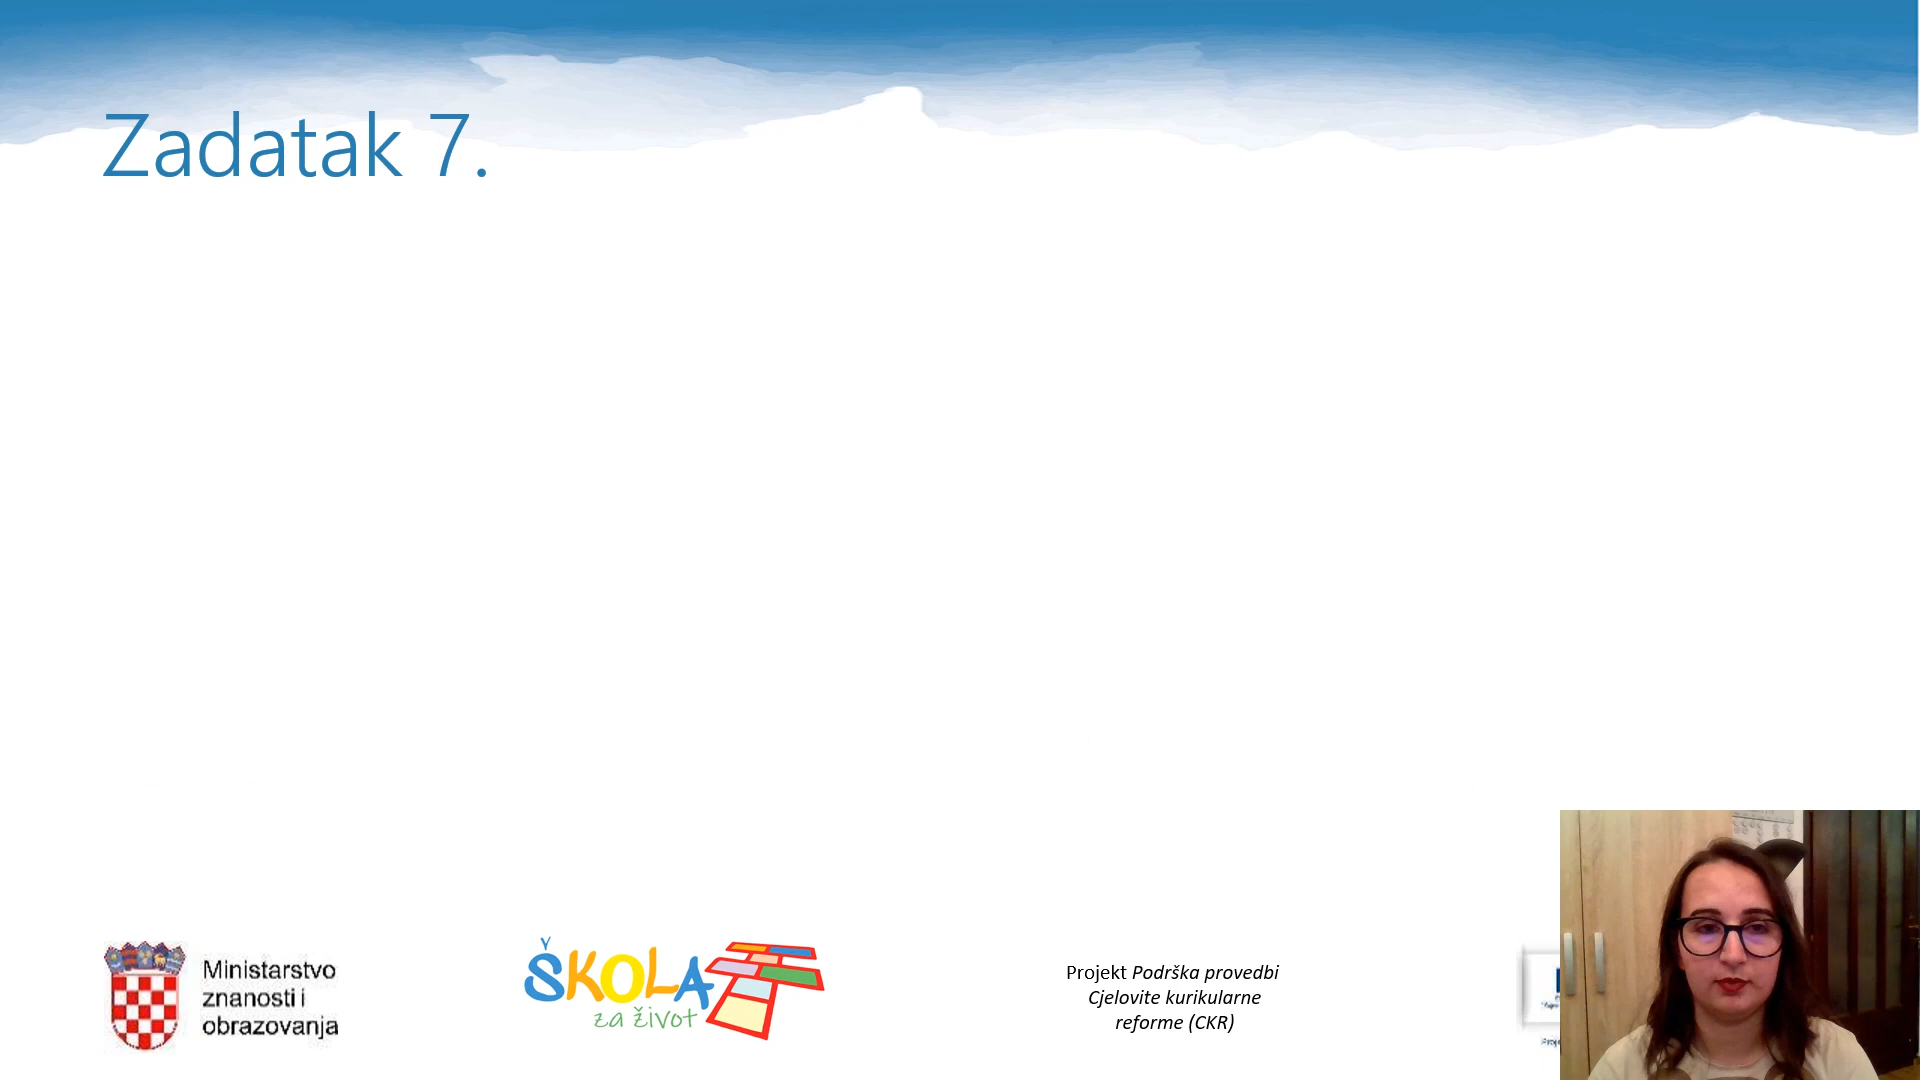 Zadatak 7.
Ministarstvo
znanosti i
obrazovanja
ŠKOLA
za život
Projekt Podrška provedbi
Cjelovite kurikularne
reforme (CKR)